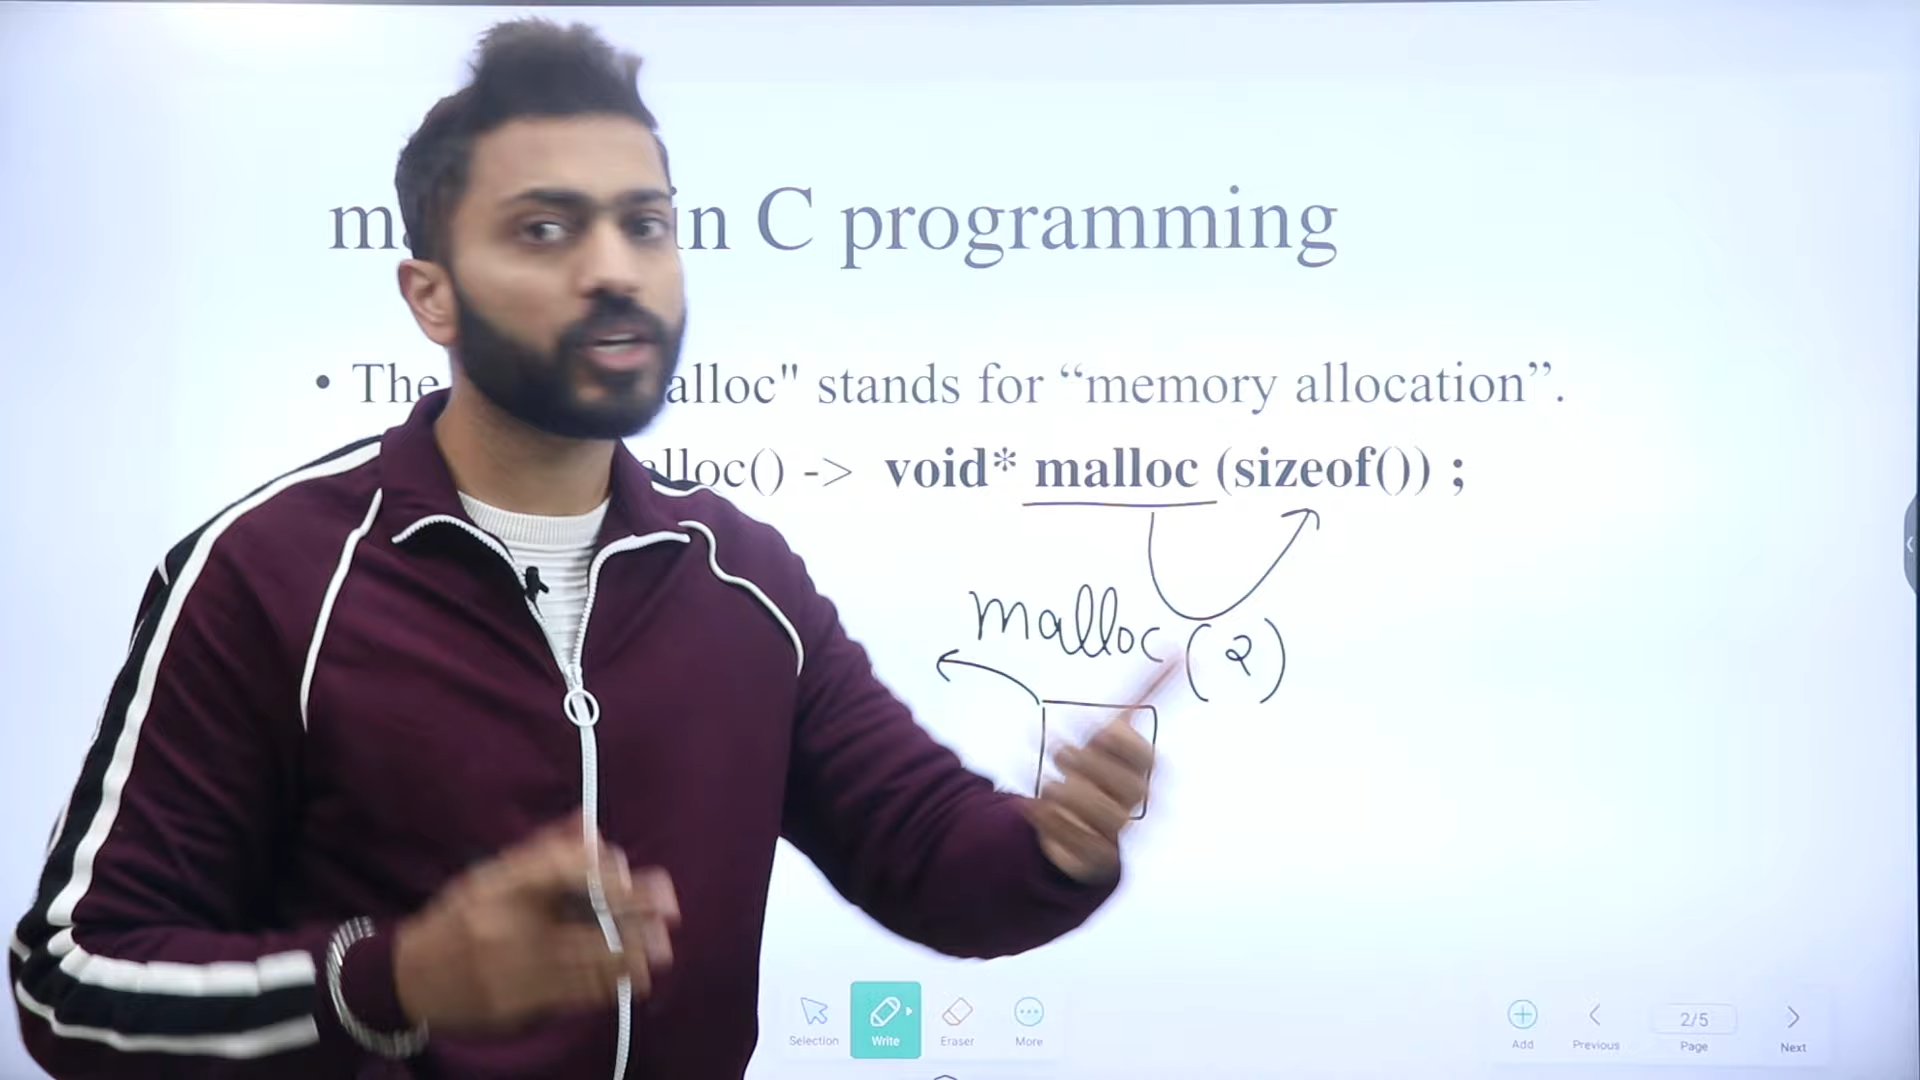 in C programming
• The alloc" stands for “memory allocation”.
alloc() -> void* malloc (sizeof()) ;
malloc (2)
Selection Write Eraser More
Add Previous 2/5 Page Next